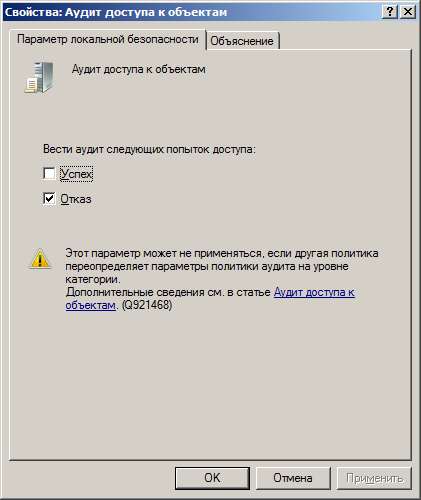 Свойства: Аудит доступа к объектам
Параметр локальной безопасности
Объяснение
Аудит доступа к объектам
Вести аудит следующих попыток доступа:
Успех
Отказ
Этот параметр может не применяться, если другая политика
переопределяет параметры политики аудита на уровне
категории.
Дополнительные сведения см. в статье Аудит доступа к
объектам. (Q921468)
OK
Отмена
Применить